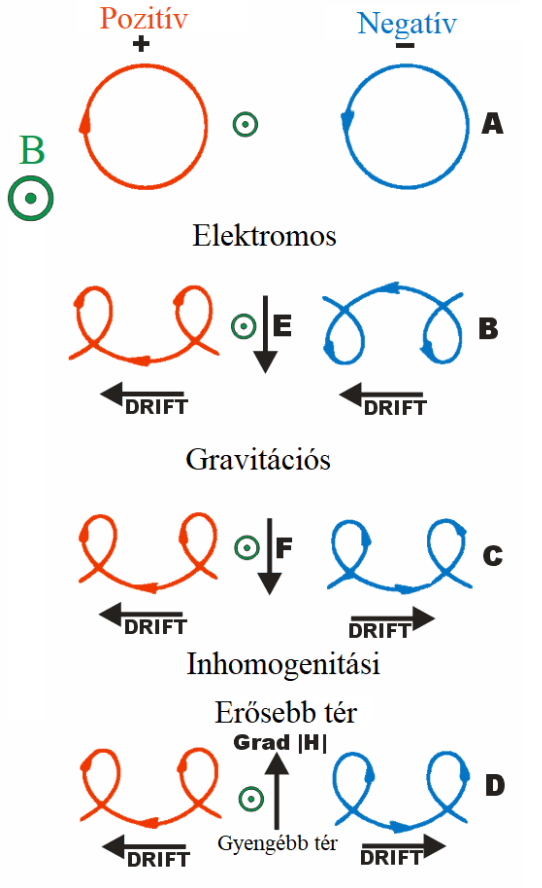 Pozitív Negatív
+ –
A
B
Elektromos
E B
DRIFT DRIFT
Gravitációs
F C
DRIFT DRIFT
Inhomogenitási
Erősebb tér
Grad |H|
D
Gyengébb tér
DRIFT DRIFT